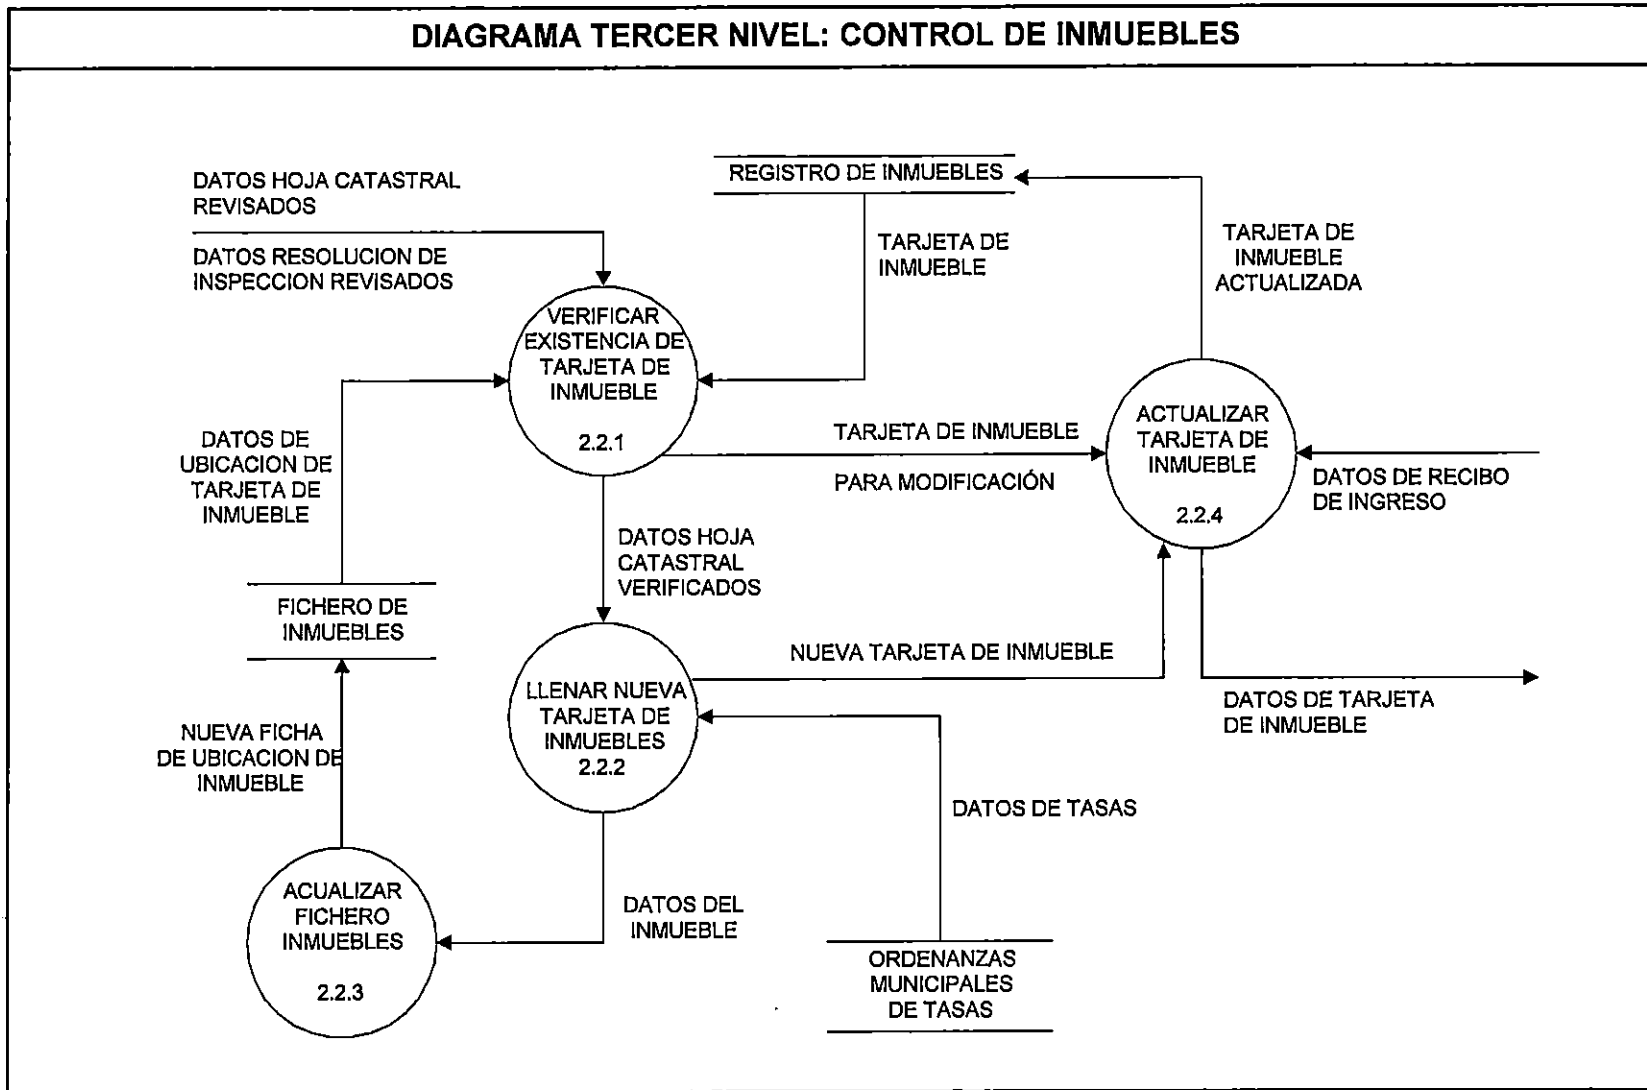 DIAGRAMA TERCER NIVEL: CONTROL DE INMUEBLES
DATOS HOJA CATASTRAL
REVISADOS
DATOS RESOLUCION DE
INSPECCION REVISADOS
REGISTRO DE INMUEBLES
TARJETA DE
INMUEBLE
TARJETA DE
INMUEBLE
ACTUALIZADA
VERIFICAR
EXISTENCIA DE
TARJETA DE
INMUEBLE
2.2.1
DATOS DE
UBICACION DE
TARJETA DE
INMUEBLE
TARJETA DE INMUEBLE
PARA MODIFICACIÓN
ACTUALIZAR
TARJETA DE
INMUEBLE
2.2.4
DATOS DE RECIBO
DE INGRESO
DATOS HOJA
CATASTRAL
VERIFICADOS
FICHERO DE
INMUEBLES
NUEVA TARJETA DE INMUEBLE
LLENAR NUEVA
TARJETA DE
INMUEBLES
2.2.2
DATOS DE TARJETA
DE INMUEBLE
NUEVA FICHA
DE UBICACION DE
INMUEBLE
DATOS DE TASAS
ACUALIZAR
FICHERO
INMUEBLES
2.2.3
DATOS DEL
INMUEBLE
ORDENANZAS
MUNICIPALES
DE TASAS